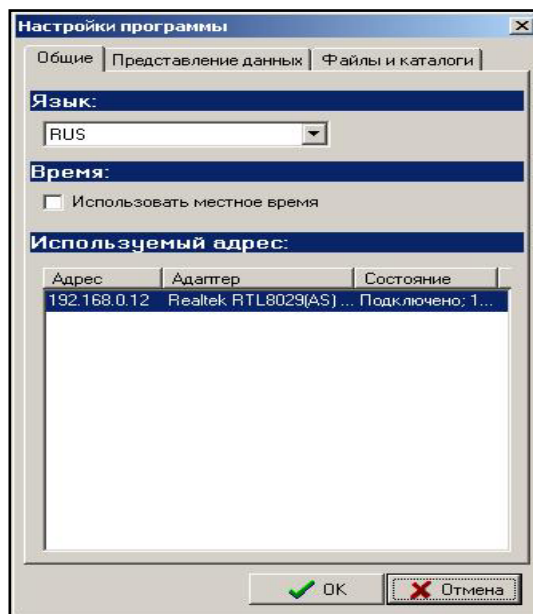 Настройки программы
Общие Представление данных Файлы и каталоги
Язык:
RUS
Время:
Использовать местное время
Используемый адрес:
Адрес Адаптер Состояние
192.168.0.12 Realtek RTL8029(AS) ... Подключено; 1...
OK Отмена